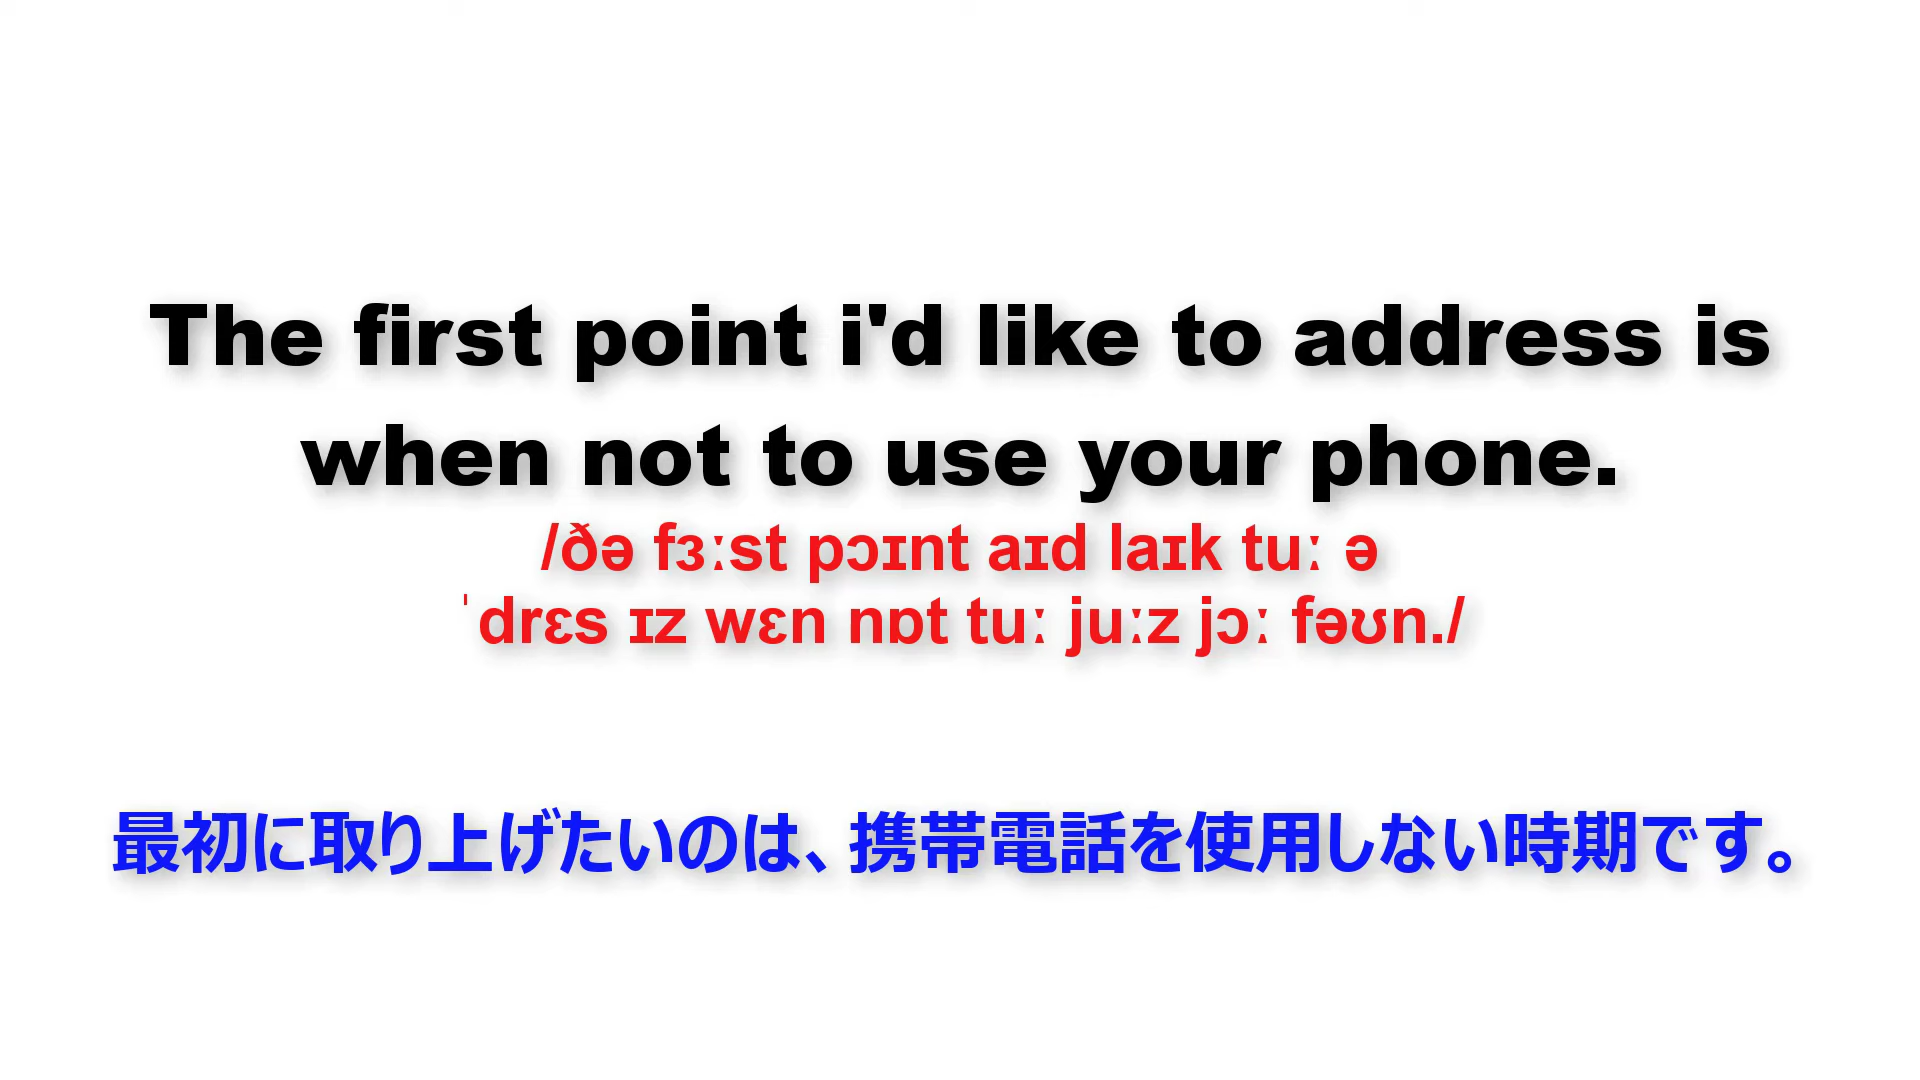 The first point i'd like to address is
when not to use your phone.
/ðə fɜːst pɔɪnt aɪd laɪk tuː ə
ˈdrɛs ɪz wɛn nɒt tuː juːz jɔː fəʊn./
最初に取り上げたいのは、携帯電話を使用しない時期です。